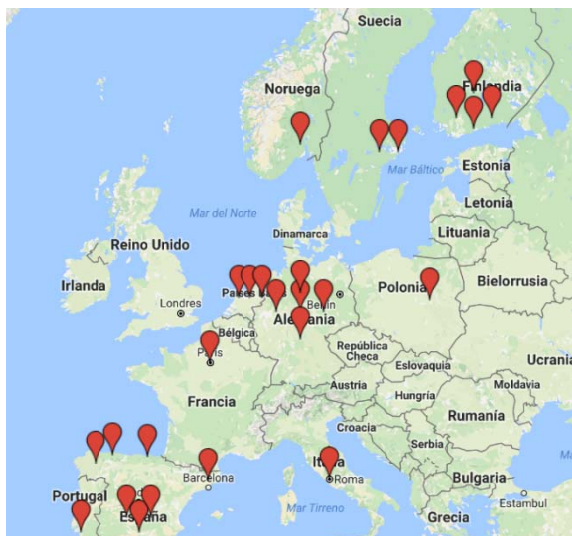 Suecia
Noruega
Finlandia
Estonia
Mar Báltico
Letonia
Mar del Norte
Dinamarca
Lituania
Reino Unido
Irlanda
Bielorrusia
Países Bajos
Berlín
Polonia
Londres
Alemania
Bélgica
París
República
Checa
Ucrania
Eslovaquia
Moldavia
Austria
Hungría
Francia
Rumanía
Croacia
Serbia
Italia
Barcelona
Roma
Bulgaria
Portugal
Estambul
España
Mar Tirreno
Grecia